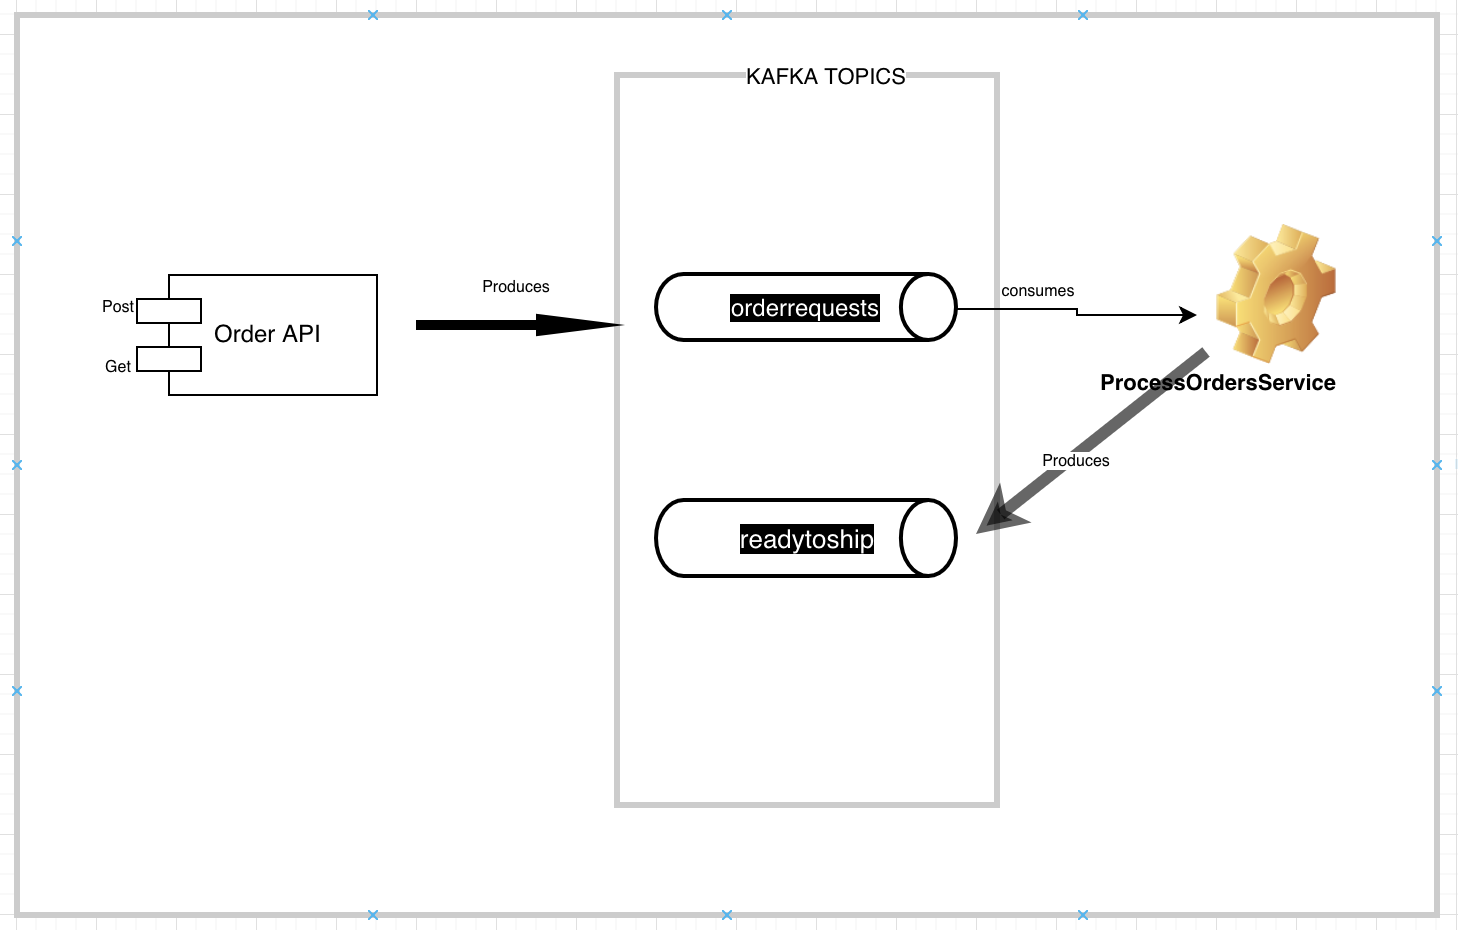 KAFKA TOPICS
Post
Get
Order API
Produces
orderrequests
consumes
ProcessOrdersService
Produces
readytoship